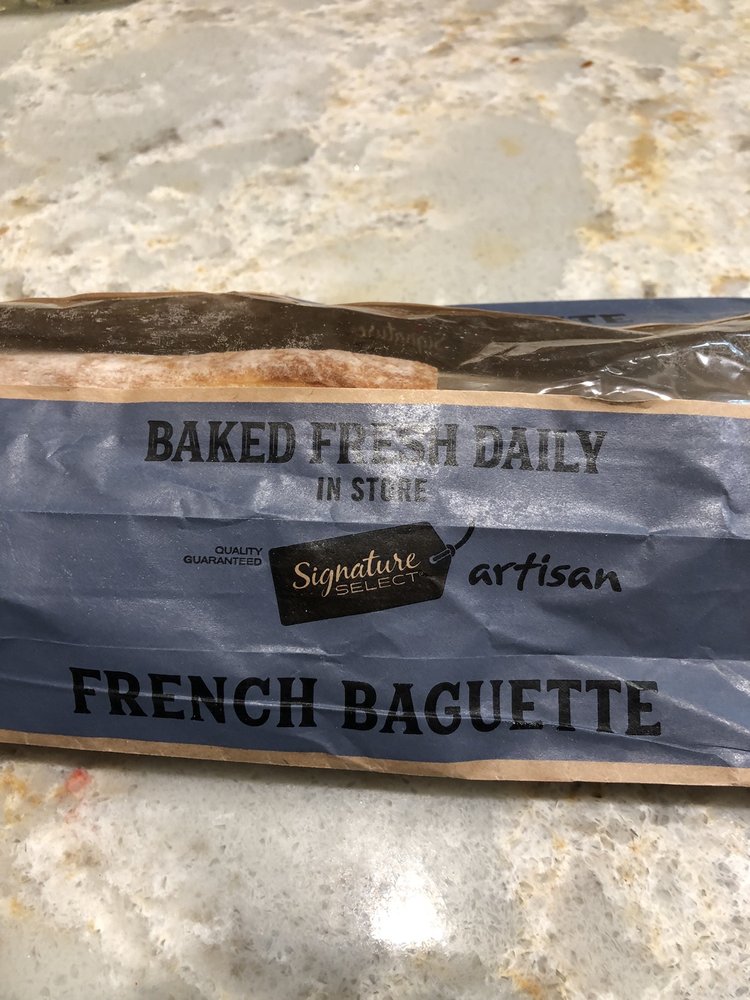 BAKED FRESH DAILY
IN STORE
QUALITY
GUARANTEED
Signature
SELECT
artisan
FRENCH BAGUETTE